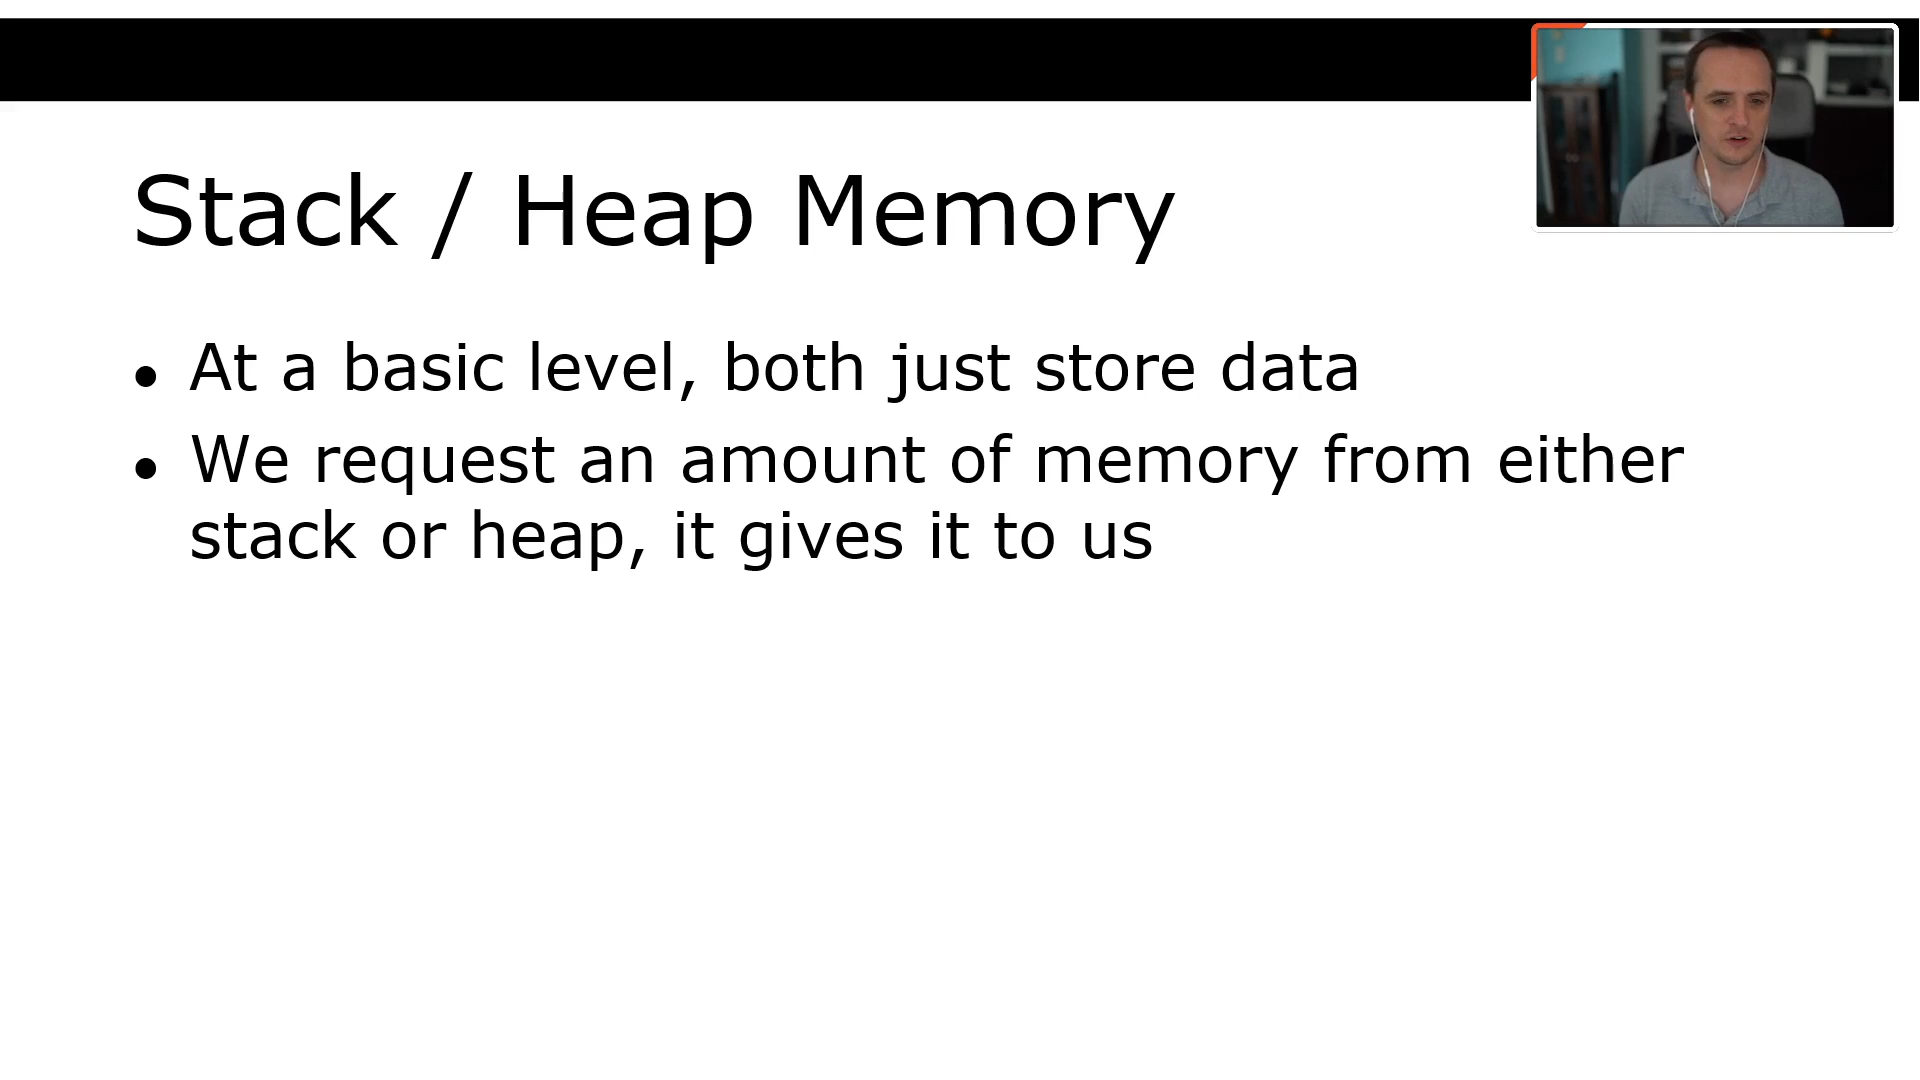 Stack / Heap Memory
● At a basic level, both just store data
● We request an amount of memory from either
stack or heap, it gives it to us